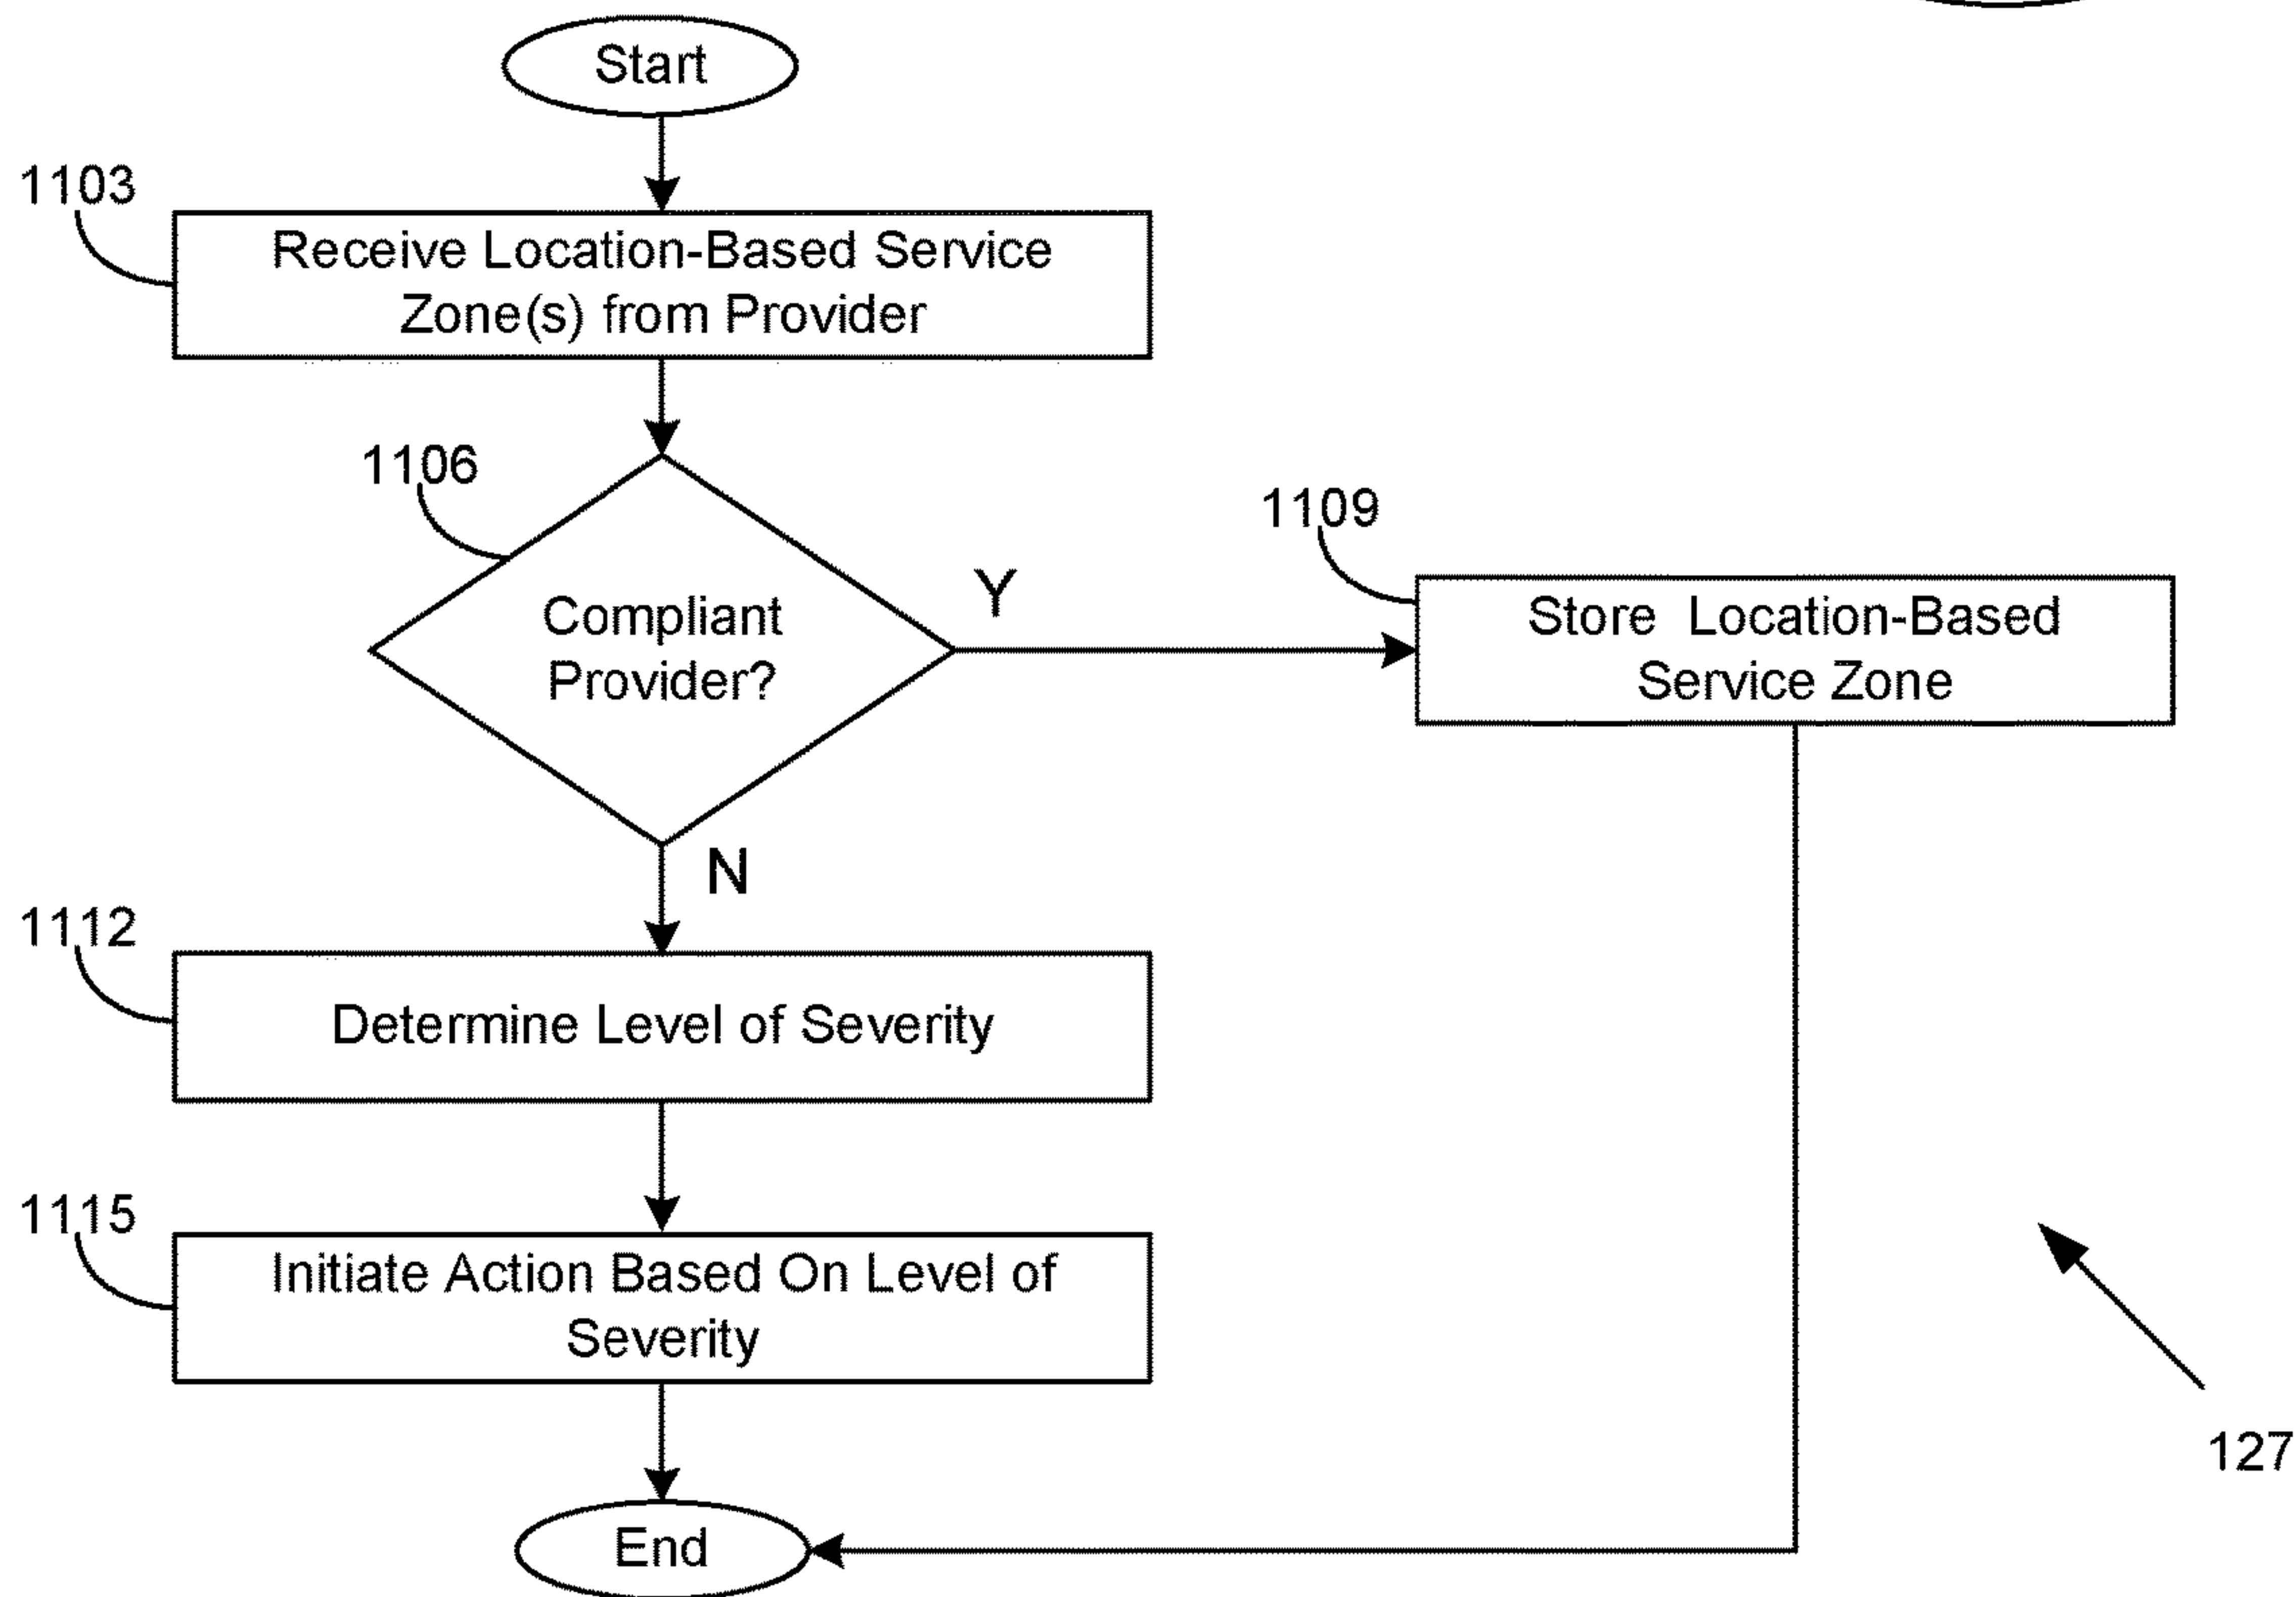 Start
1103
Receive Location-Based Service
Zone(s) from Provider
1106
Compliant
Provider?
Y
1109
Store Location-Based
Service Zone
N
1112
Determine Level of Severity
1115
Initiate Action Based On Level of
Severity
127
End